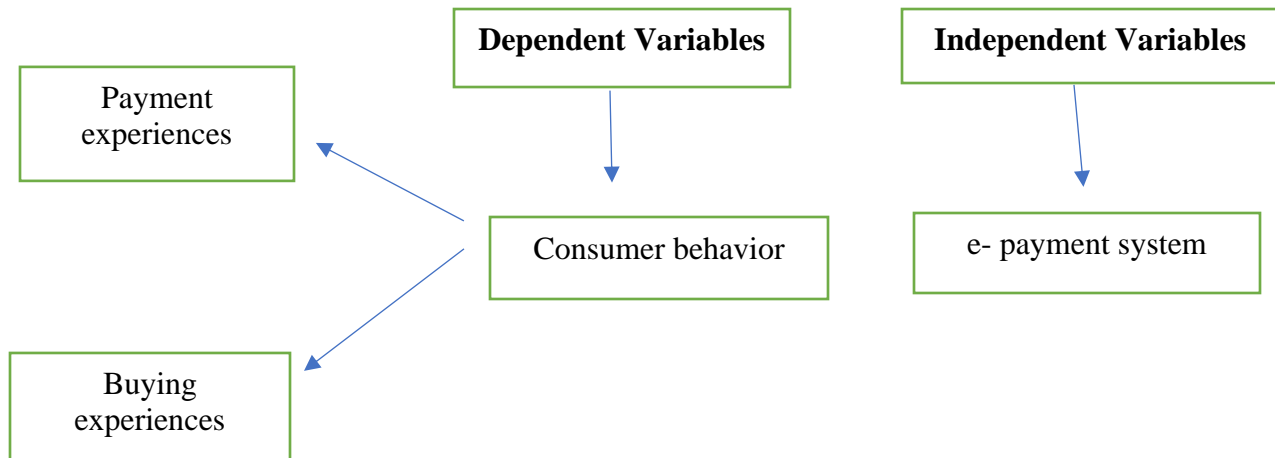 Dependent Variables
Independent Variables
Payment
experiences
Consumer behavior
e- payment system
Buying
experiences